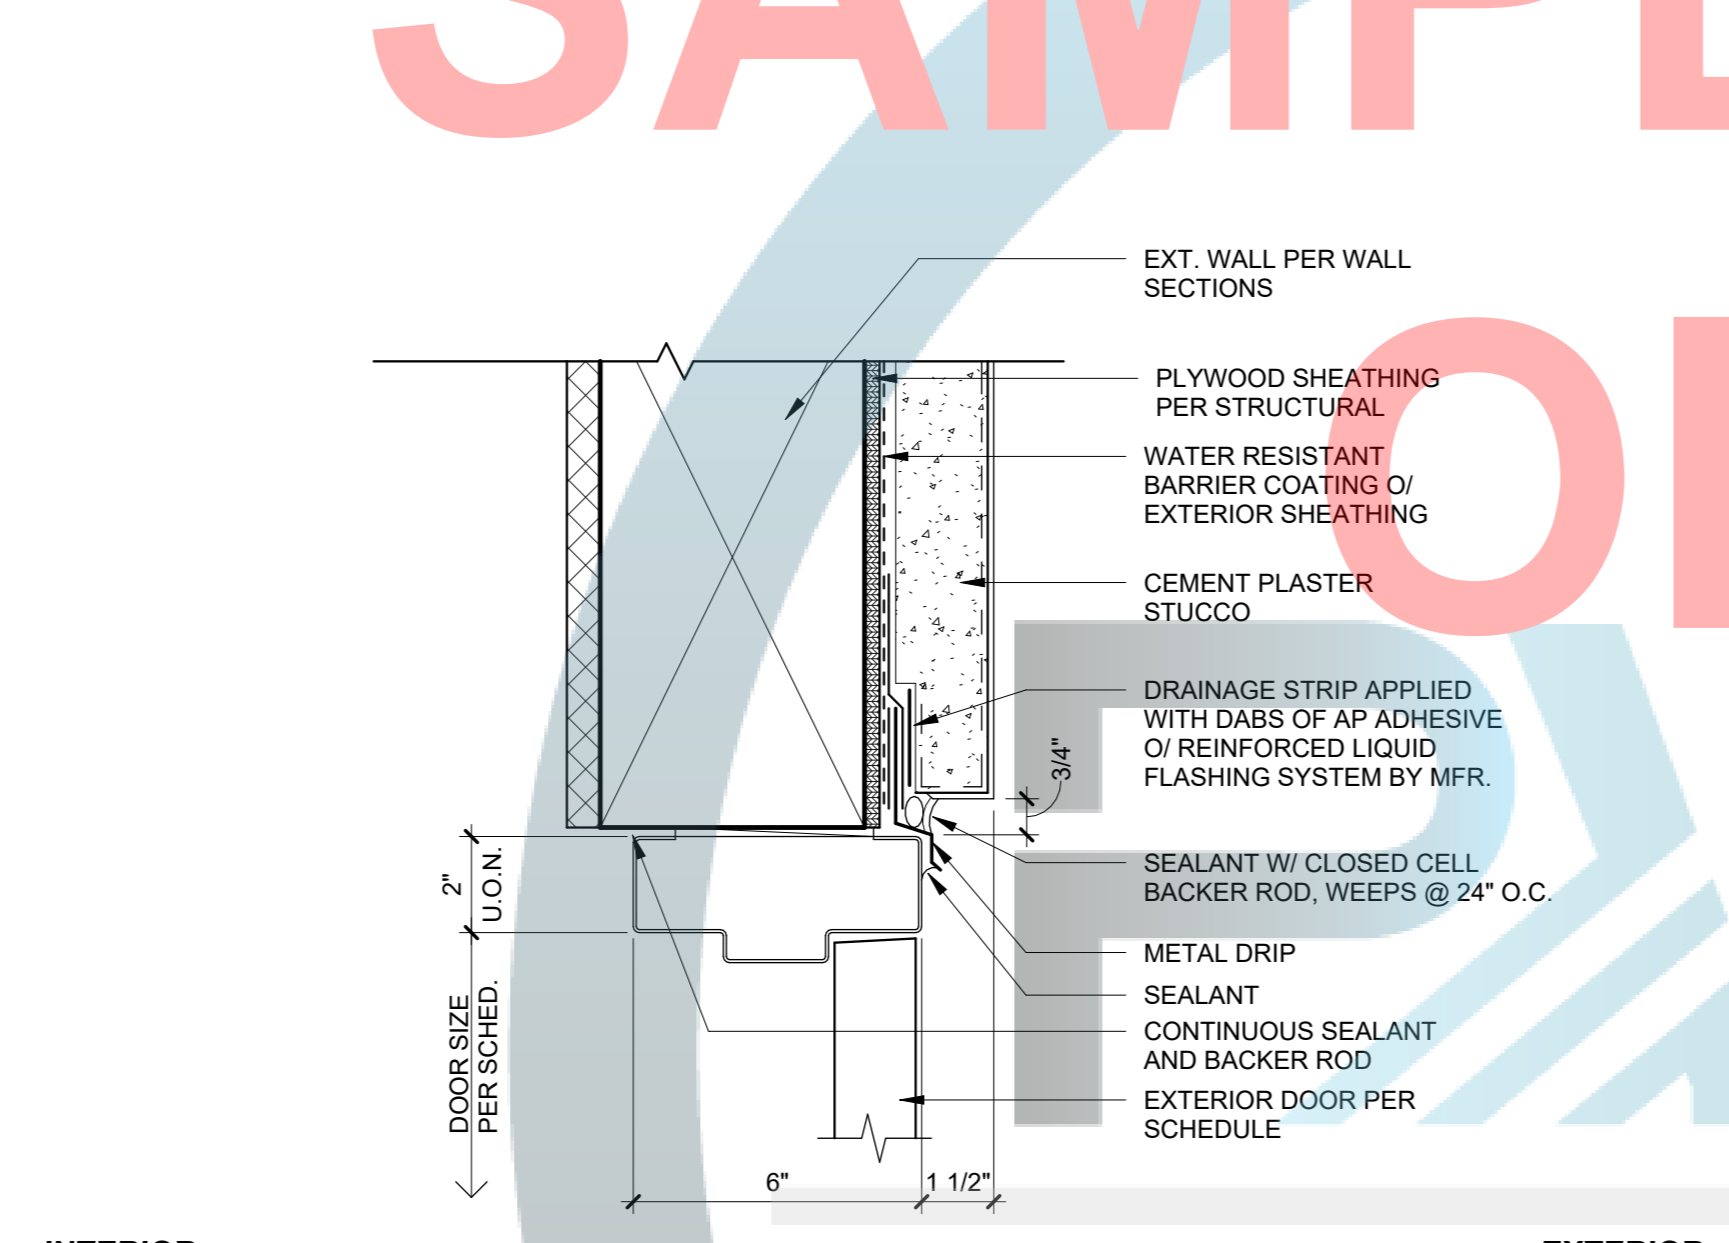 SAMPL
EXT. WALL PER WALL
SECTIONS
PLYWOOD SHEATHING
PER STRUCTURAL
WATER RESISTANT
BARRIER COATING O/
EXTERIOR SHEATHING
CEMENT PLASTER
STUCCO
DRAINAGE STRIP APPLIED
WITH DABS OF AP ADHESIVE
O/ REINFORCED LIQUID
FLASHING SYSTEM BY MFR.
3/4"
SEALANT W/ CLOSED CELL
BACKER ROD, WEEPS @ 24" O.C.
METAL DRIP
SEALANT
CONTINUOUS SEALANT
AND BACKER ROD
EXTERIOR DOOR PER
SCHEDULE
2"
U.O.N.
DOOR SIZE
PER SCHED.
6"
1 1/2"
INTERIOR
EXTERIOR